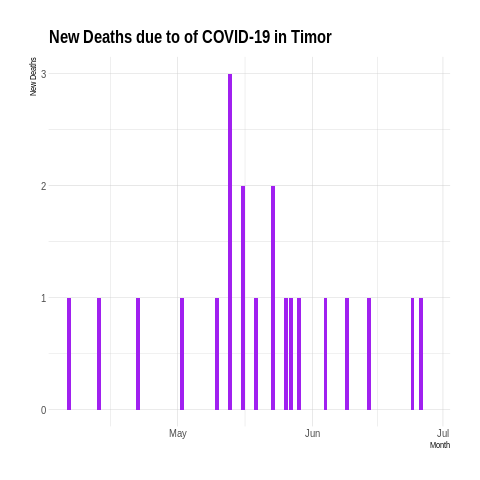 New Deaths due to of COVID-19 in Timor
New Deaths
3
2
1
0
May Jun Jul
Month